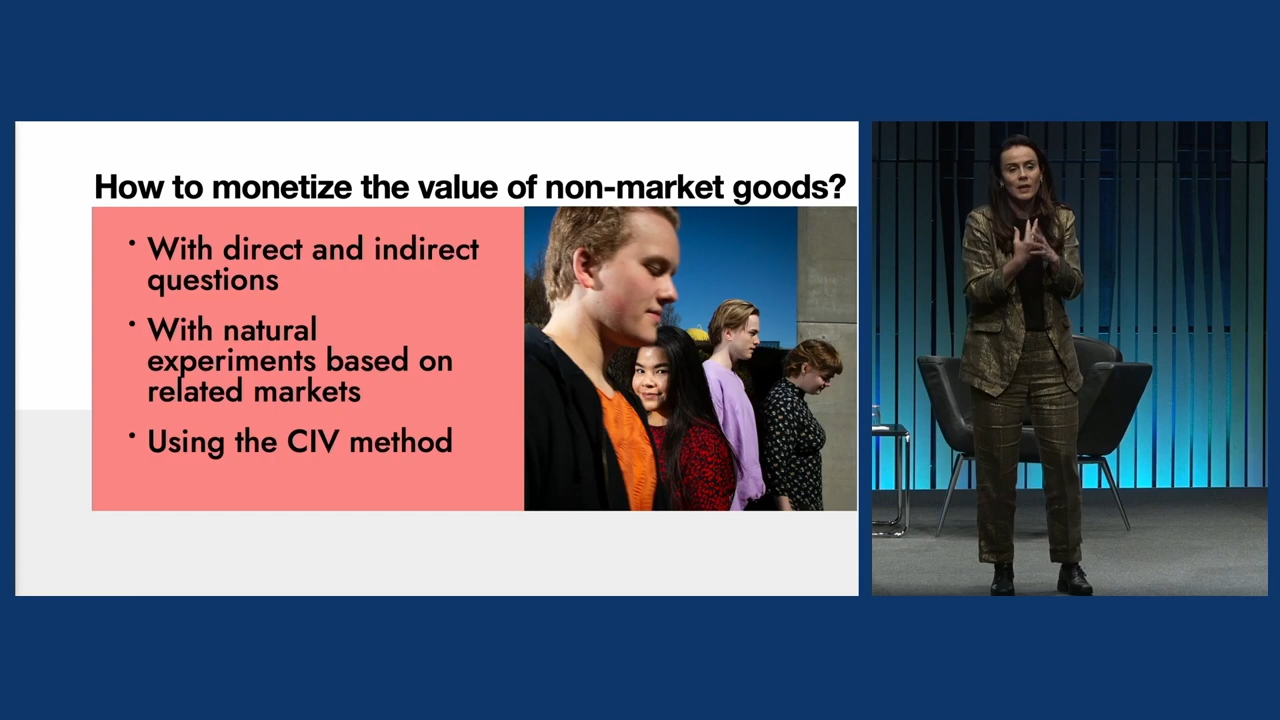 How to monetize the value of non-market goods?
• With direct and indirect
questions
• With natural
experiments based on
related markets
• Using the CIV method